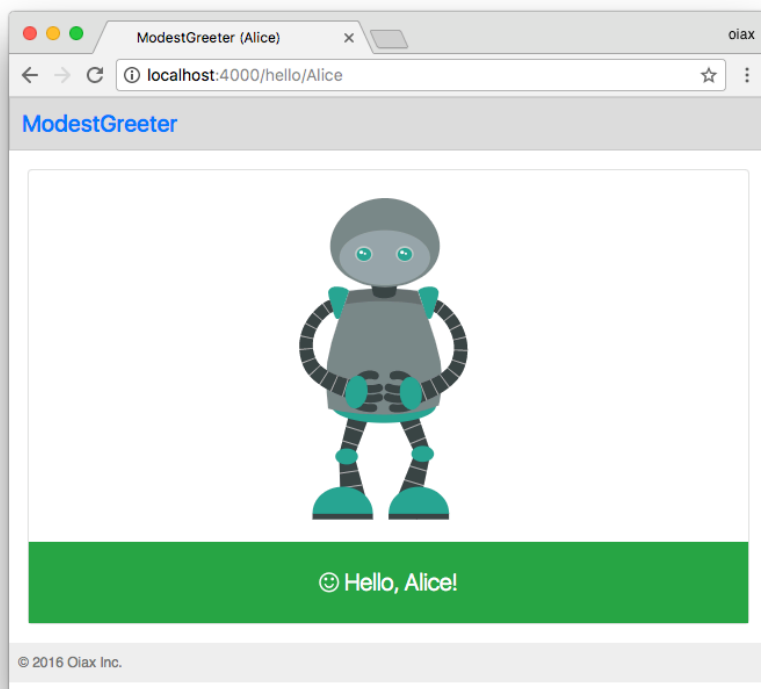 ModestGreeter (Alice)
oiax
localhost:4000/hello/Alice
ModestGreeter
Hello, Alice!
© 2016 Oiax Inc.